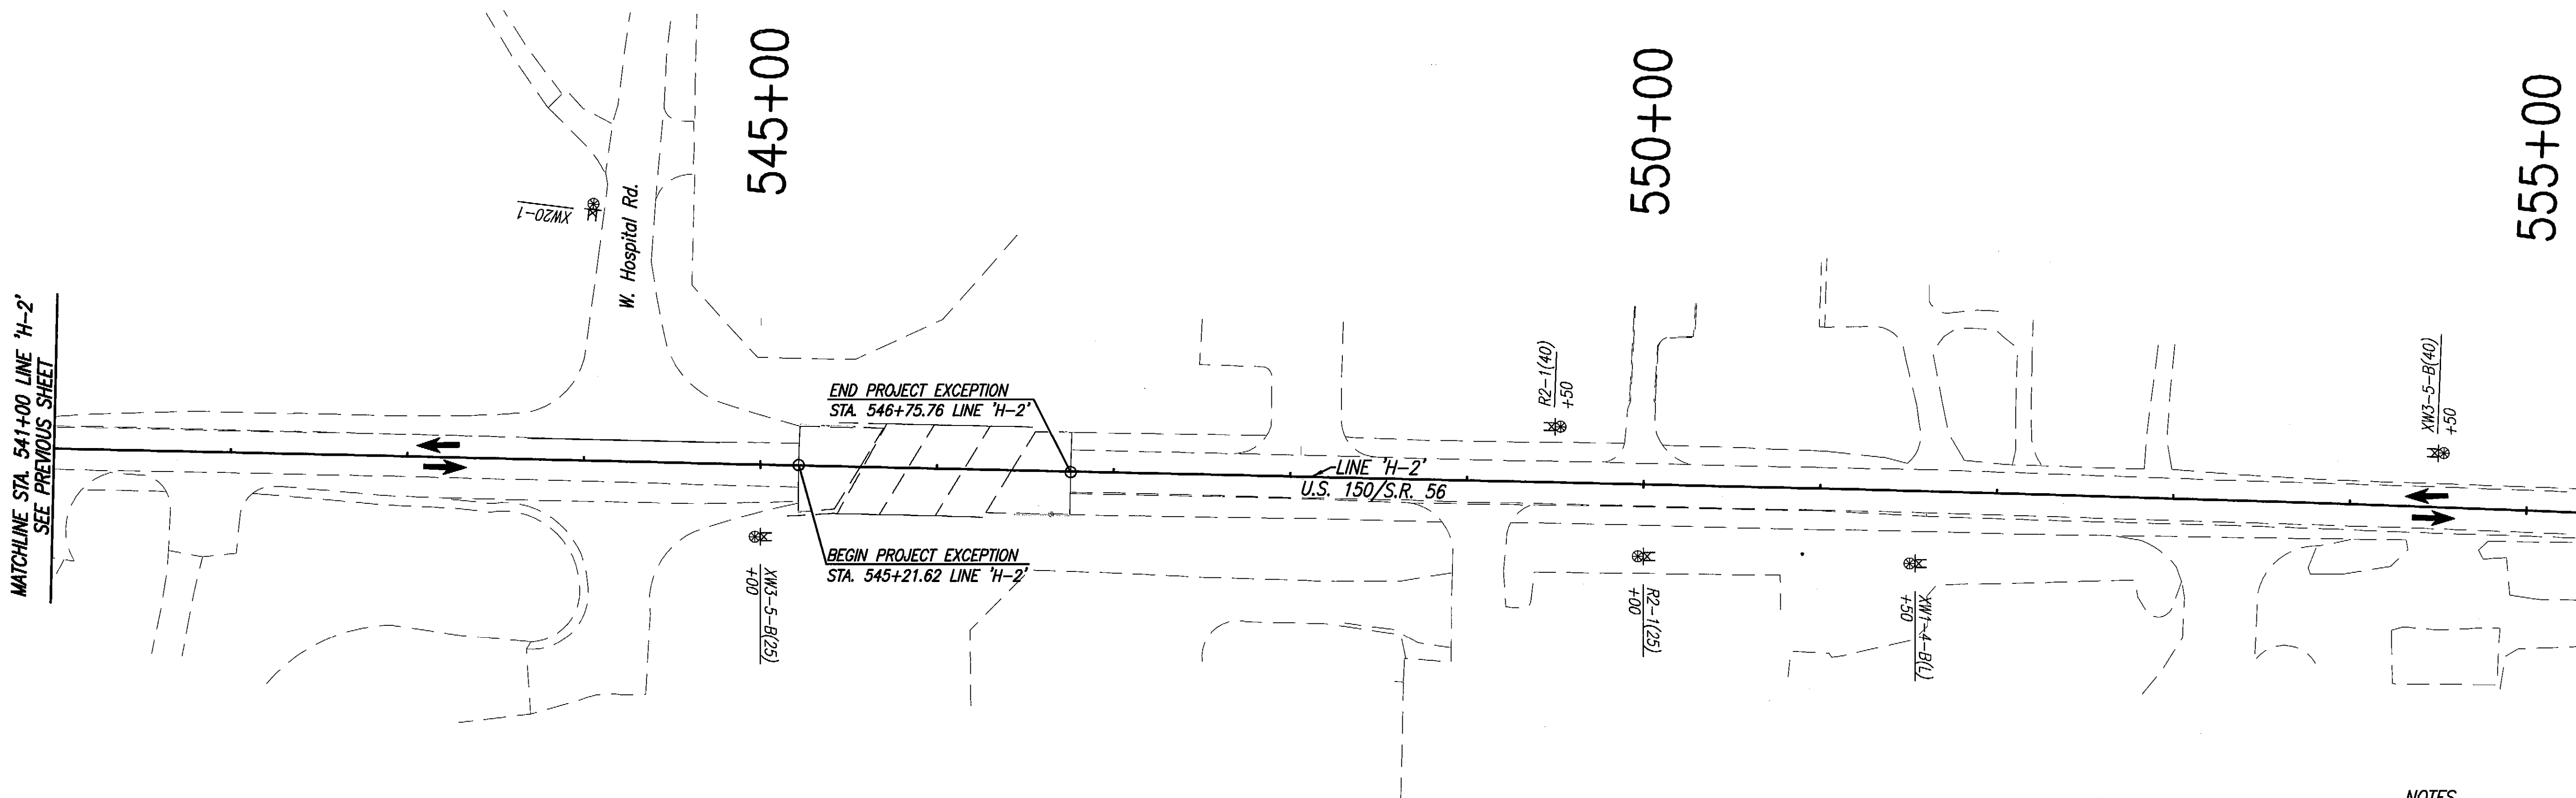 545+00
550+00
555+00
XW20-1
W. Hospital Rd.
MATCHLINE STA. 541+00 LINE 'H-2'
SEE PREVIOUS SHEET
END PROJECT EXCEPTION
STA. 546+75.76 LINE 'H-2'
R2-1(40)
+50
XW3-5-B(40)
+50
LINE 'H-2'
U.S. 150/S.R. 56
BEGIN PROJECT EXCEPTION
STA. 545+21.62 LINE 'H-2'
XW3-5-B(25)
+00
R2-1(25)
+00
XW1-4-B(L)
+50
NOTES